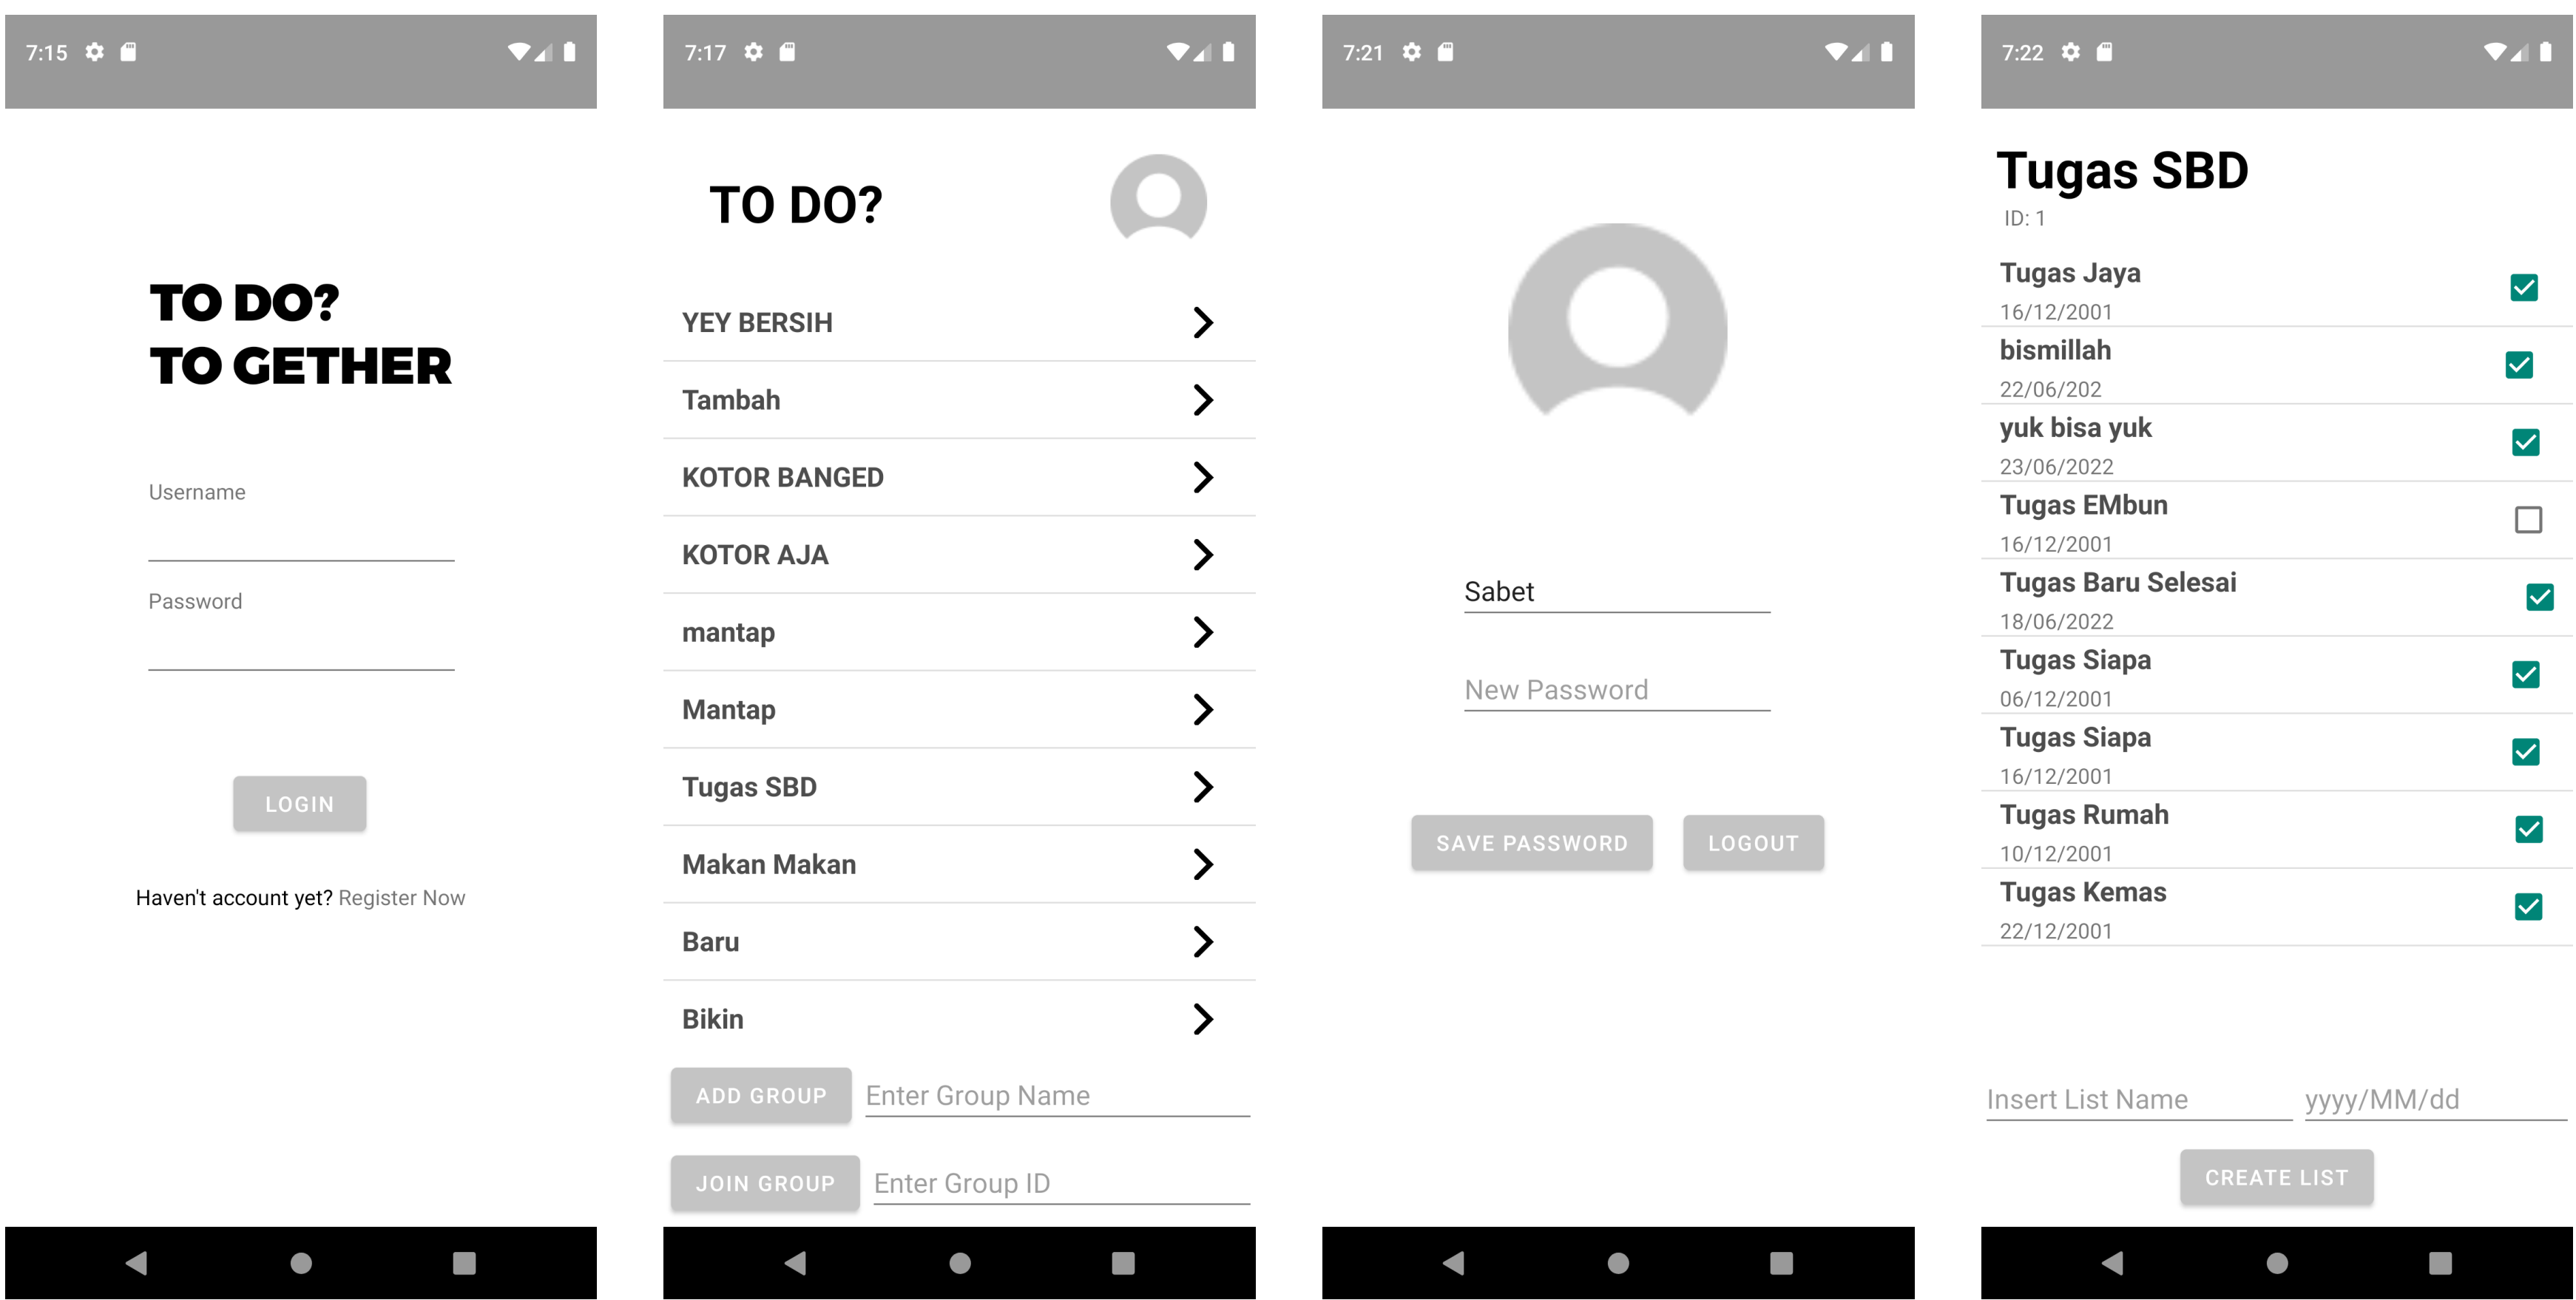 7:15
TO DO?
TO GETHER
Username
Password
LOGIN
Haven't account yet? Register Now
7:17
TO DO?
YEY BERSIH
Tambah
KOTOR BANGED
KOTOR AJA
mantap
Mantap
Tugas SBD
Makan Makan
Baru
Bikin
ADD GROUP Enter Group Name
JOIN GROUP Enter Group ID
7:21
Sabet
New Password
SAVE PASSWORD LOGOUT
7:22
Tugas SBD
ID: 1
Tugas Jaya
16/12/2001
bismillah
22/06/202
yuk bisa yuk
23/06/2022
Tugas EMbun
16/12/2001
Tugas Baru Selesai
18/06/2022
Tugas Siapa
06/12/2001
Tugas Siapa
16/12/2001
Tugas Rumah
10/12/2001
Tugas Kemas
22/12/2001
Insert List Name yyyy/MM/dd
CREATE LIST